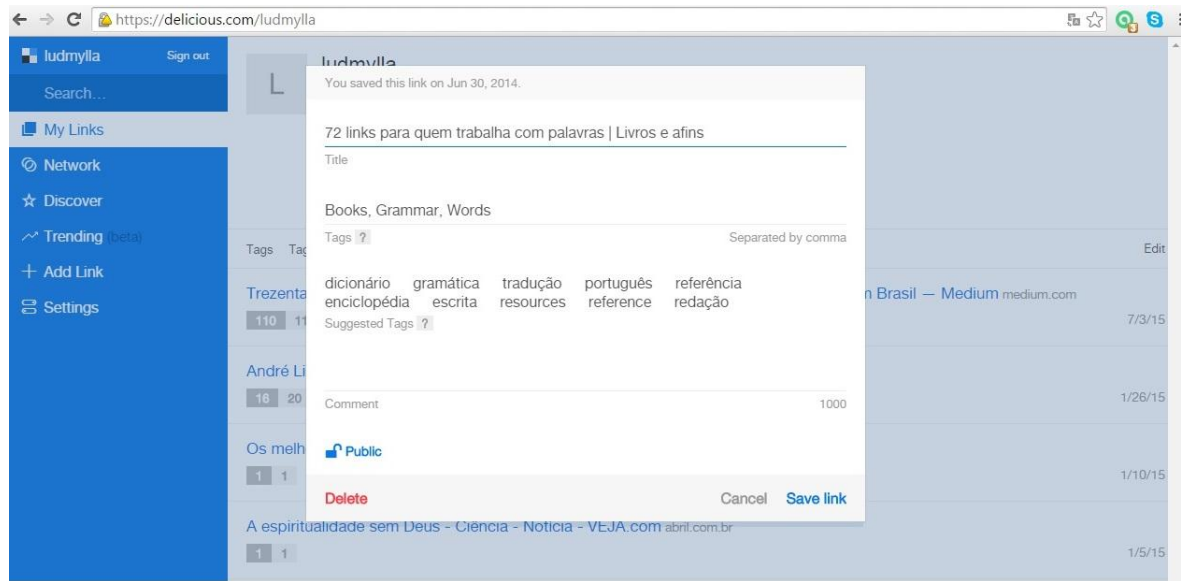 https://delicious.com/ludmylla
ludmylla Sign out
Search...
My Links
Network
Discover
Trending (beta)
Add Link
Settings
L
ludmylla
You saved this link on Jun 30, 2014.
72 links para quem trabalha com palavras | Livros e afins
Title
Books, Grammar, Words
Tags ? Separated by comma
dicionário gramática tradução português referência
enciclopédia escrita resources reference redação
Suggested Tags ?
Comment 1000
Public
Delete Cancel Save link
Tags Edit
Trezenta Brasil — Medium medium.com
110 7/3/15
André Li
16 20 1/26/15
Os melh
1 1 1/10/15
A espiritualidade sem Deus - Ciência - Notícia - VEJA.com abril.com.br
1 1 1/5/15